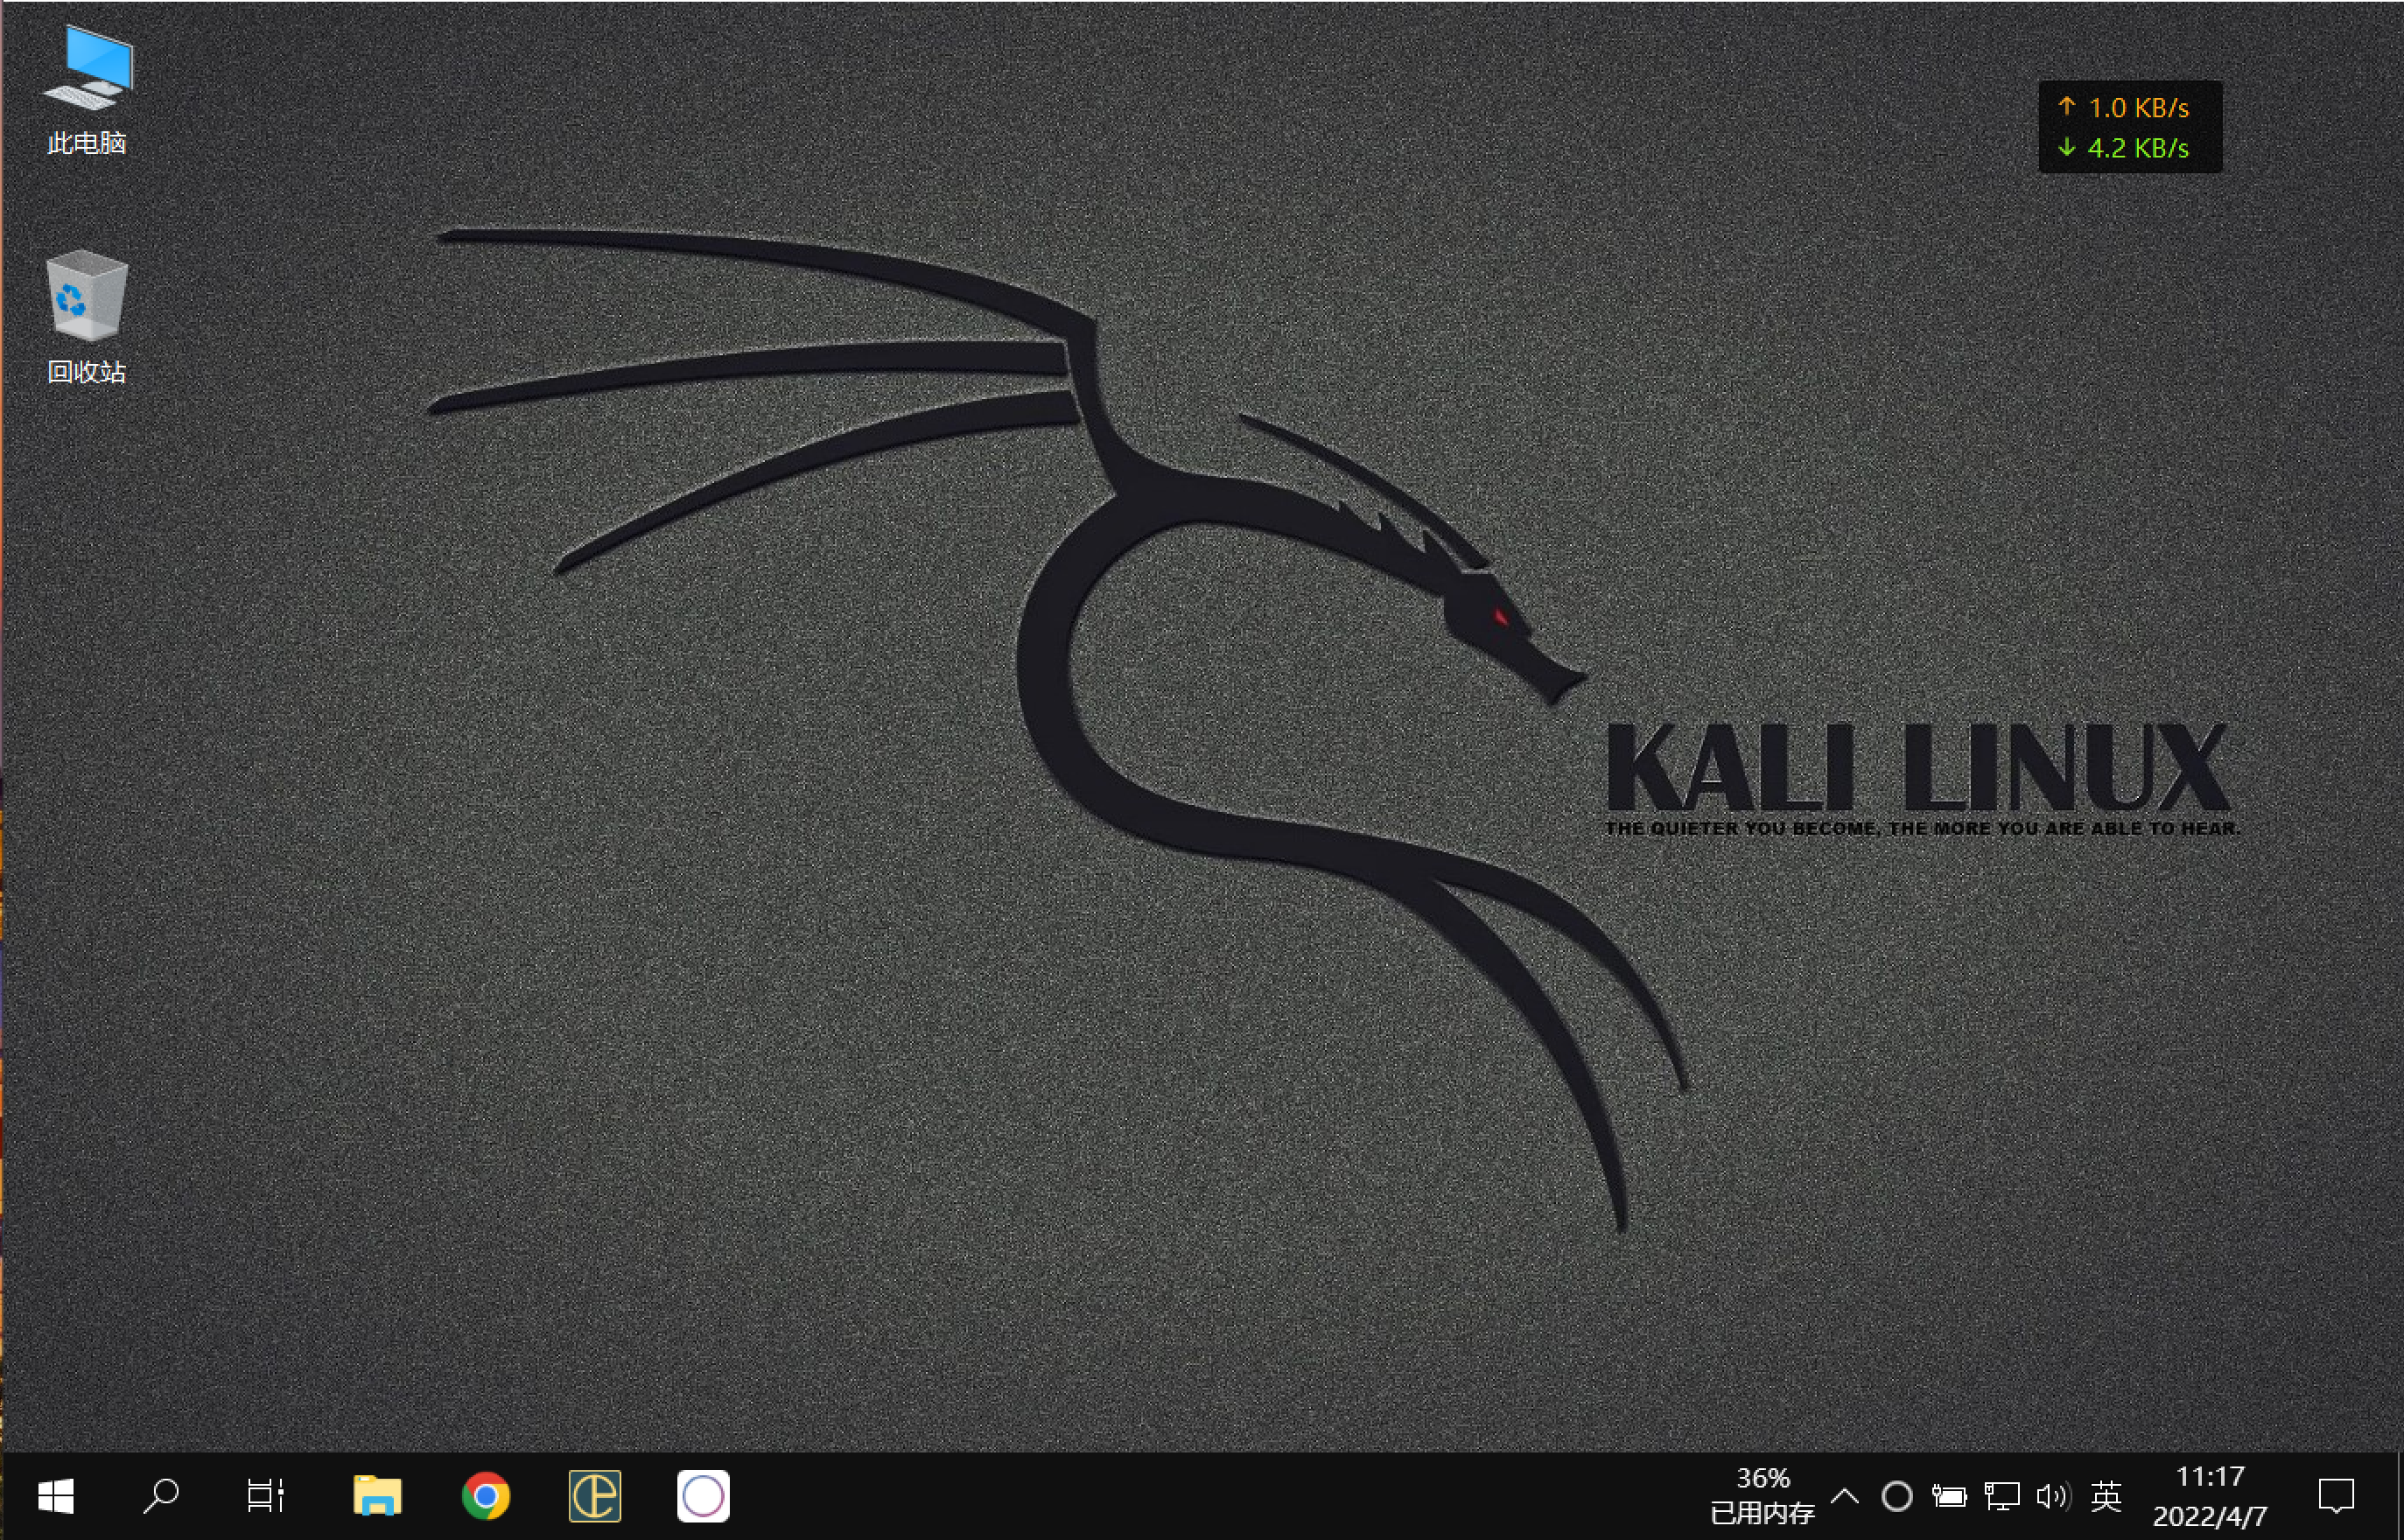 此电脑
↑ 1.0 KB/s
↓ 4.2 KB/s
回收站
KALI LINUX
THE QUIETER YOU BECOME, THE MORE YOU ARE ABLE TO HEAR.
36%
已用内存
英
11:17
2022/4/7